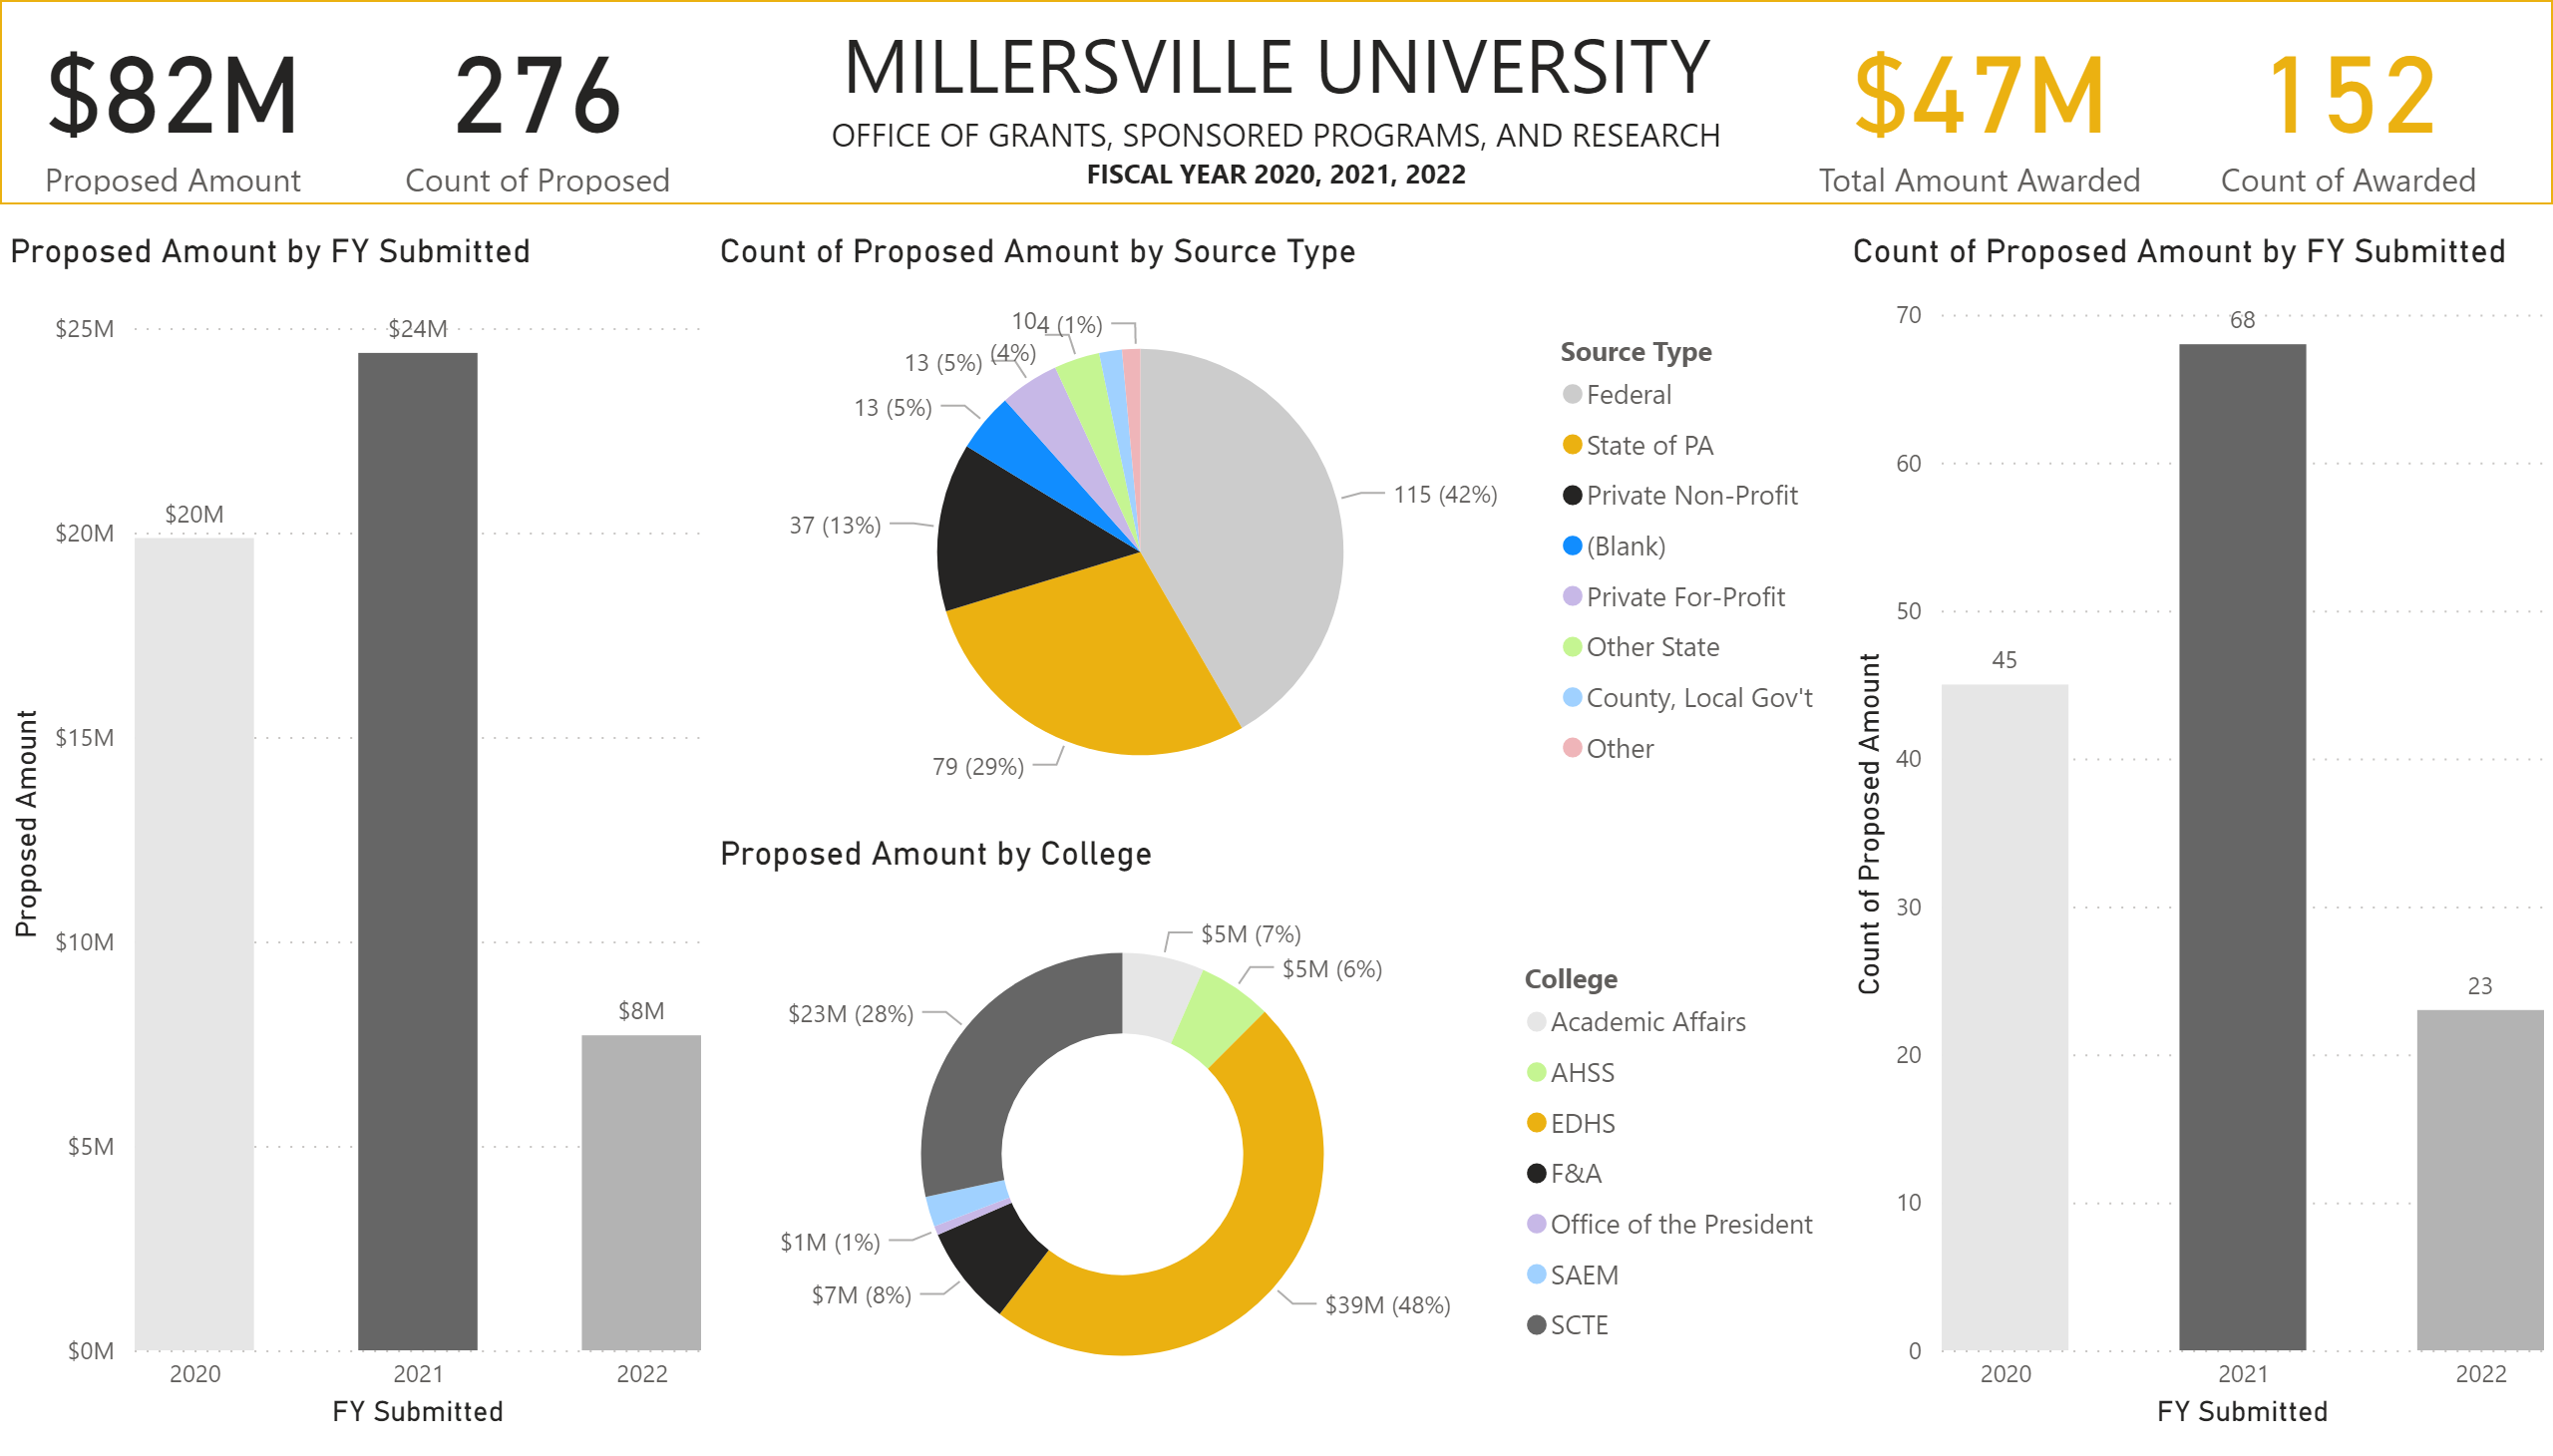 $82M
Proposed Amount
276
Count of Proposed
MILLERSVILLE UNIVERSITY
OFFICE OF GRANTS, SPONSORED PROGRAMS, AND RESEARCH
FISCAL YEAR 2020, 2021, 2022
$47M
Total Amount Awarded
152
Count of Awarded
Proposed Amount by FY Submitted
Proposed Amount
$25M
$20M
$15M
$10M
$5M
$0M
$20M
$24M
$8M
2020
2021
2022
FY Submitted
Count of Proposed Amount by Source Type
115 (42%)
79 (29%)
37 (13%)
13 (5%)
13 (5%)
10
(4%)
4 (1%)
Source Type
Federal
State of PA
Private Non-Profit
(Blank)
Private For-Profit
Other State
County, Local Gov't
Other
Proposed Amount by College
$5M (7%)
$5M (6%)
$39M (48%)
$7M (8%)
$1M (1%)
$23M (28%)
College
Academic Affairs
AHSS
EDHS
F&A
Office of the President
SAEM
SCTE
Count of Proposed Amount by FY Submitted
Count of Proposed Amount
70
60
50
40
30
20
10
0
45
68
23
2020
2021
2022
FY Submitted